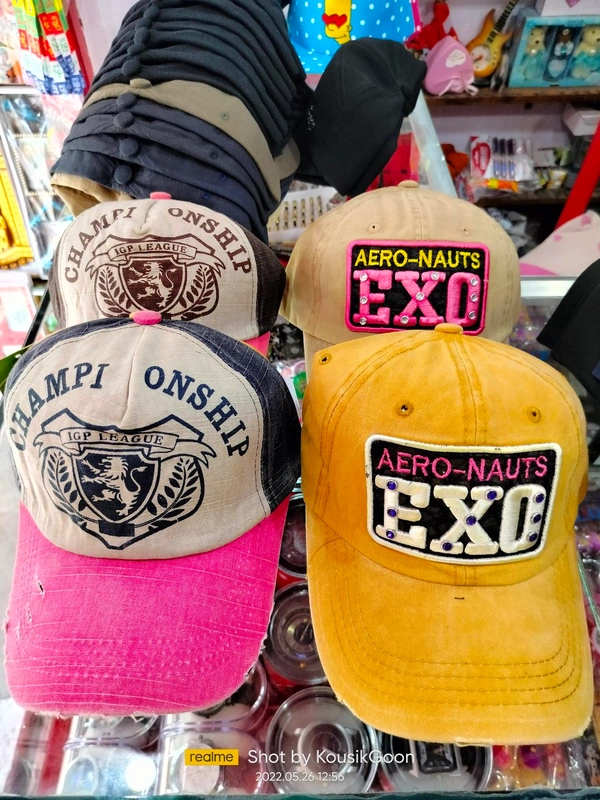 CHAMPI ONSHIP
IGP LEAGUE
AERO-NAUTS
EXO
CHAMPI ONSHIP
IGP LEAGUE
AERO-NAUTS
EXO
realme Shot by KousikGoon
2022.05.26 12:56